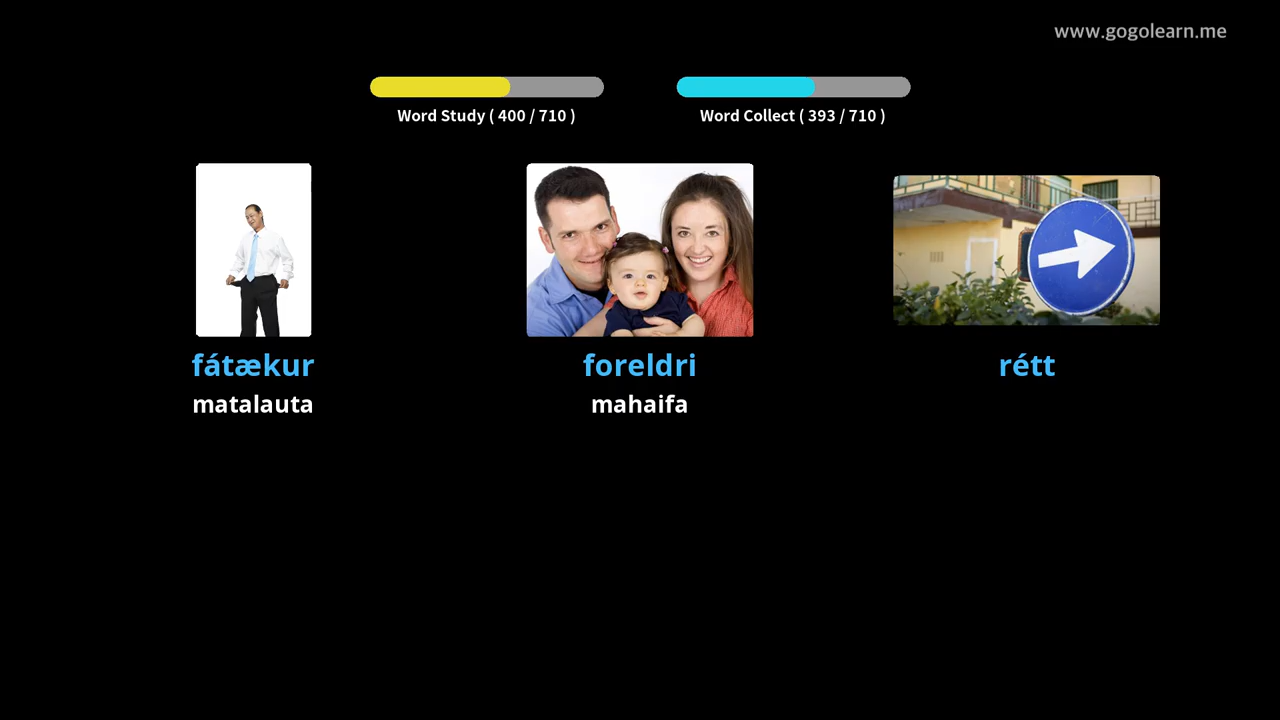 www.gogolearn.me
Word Study ( 400 / 710 )
Word Collect ( 393 / 710 )
fátækur
matalauta
foreldri
mahaifa
rétt